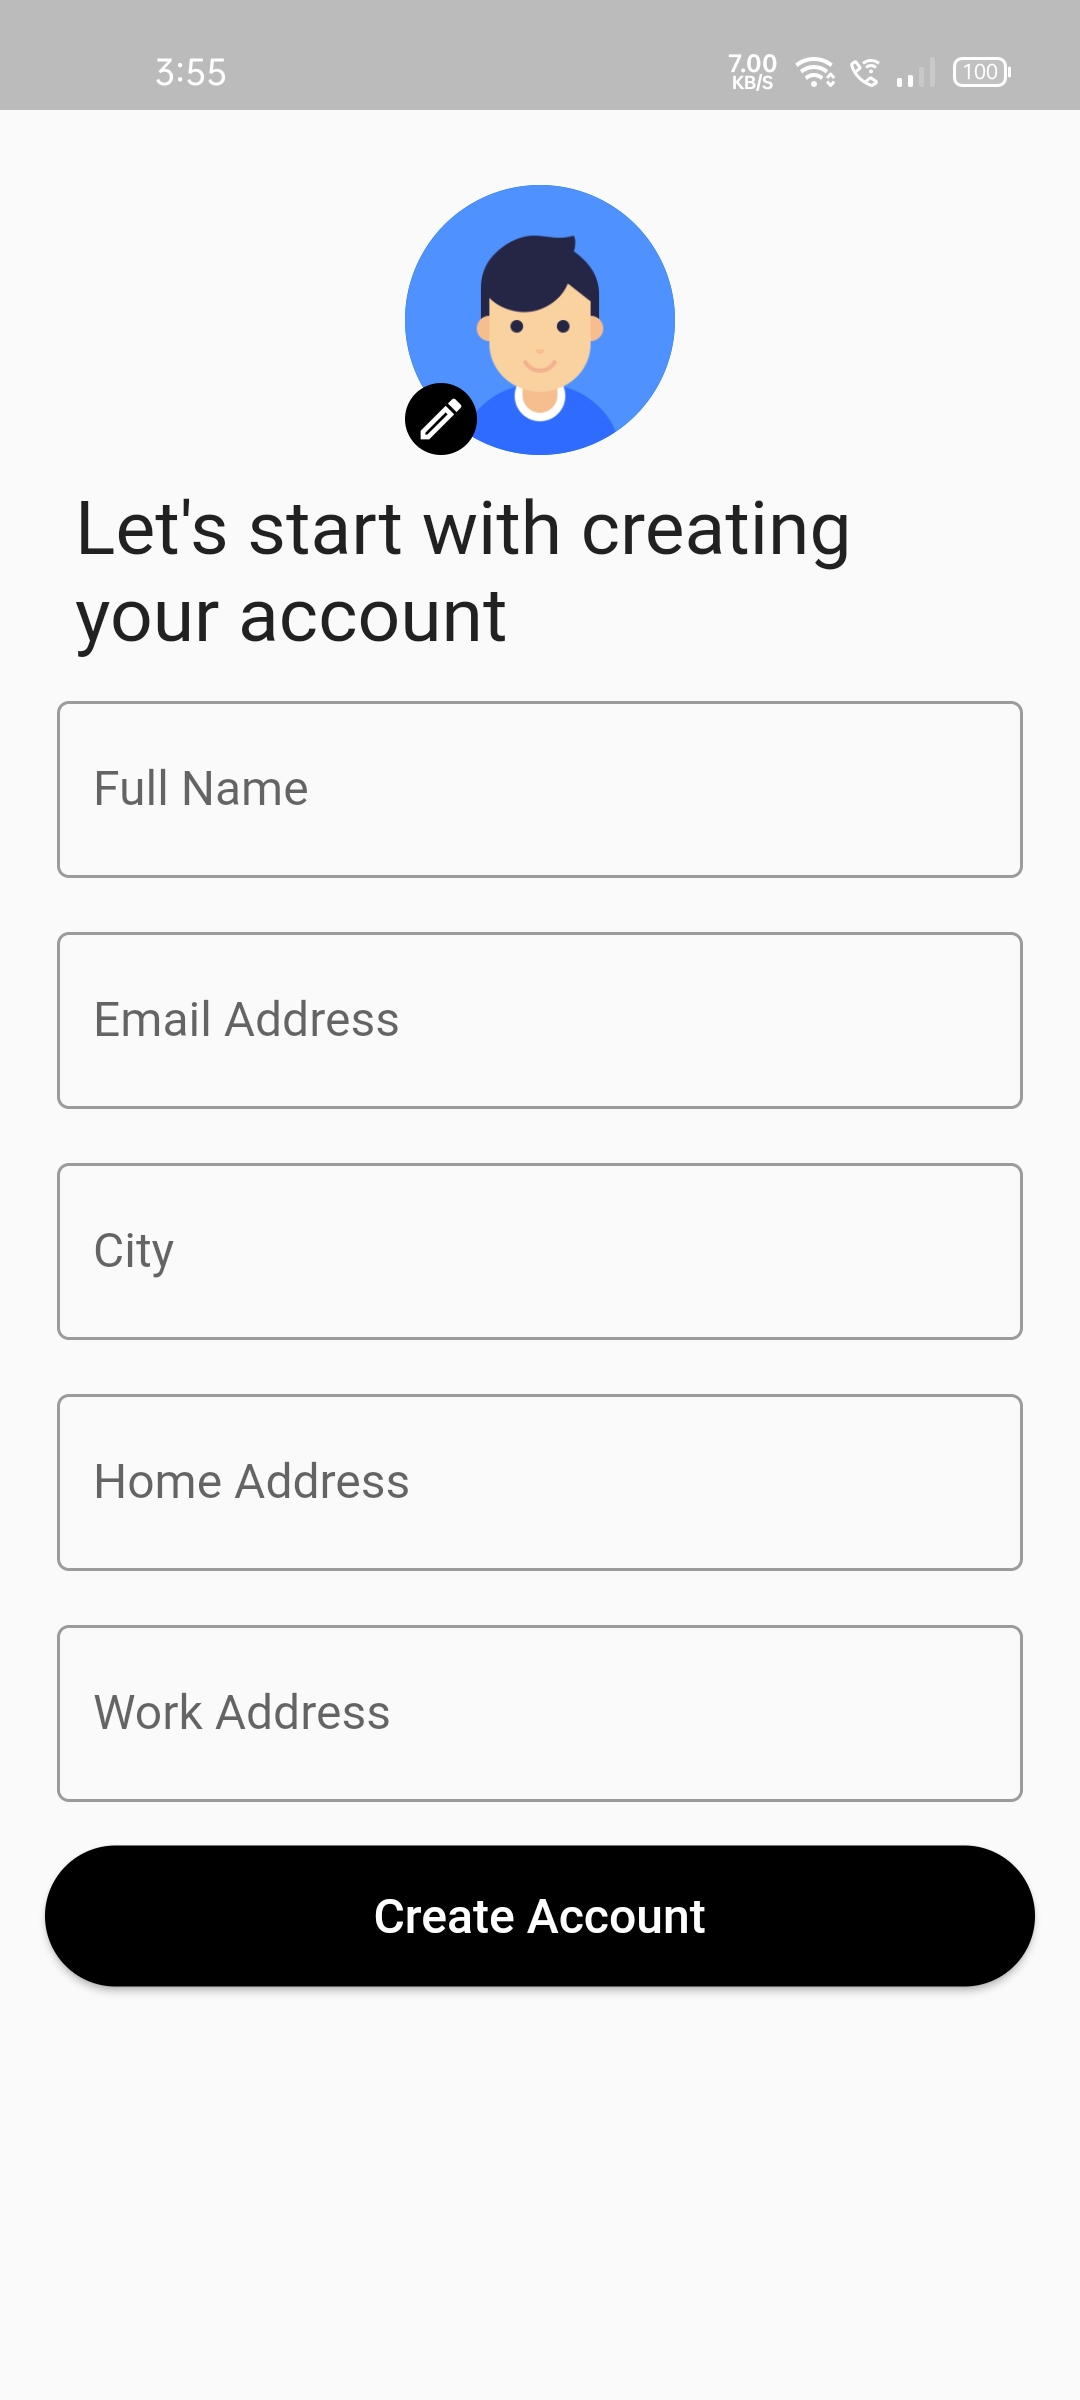 3:55
7.00
KB/S
100
Let's start with creating
your account
Full Name
Email Address
City
Home Address
Work Address
Create Account